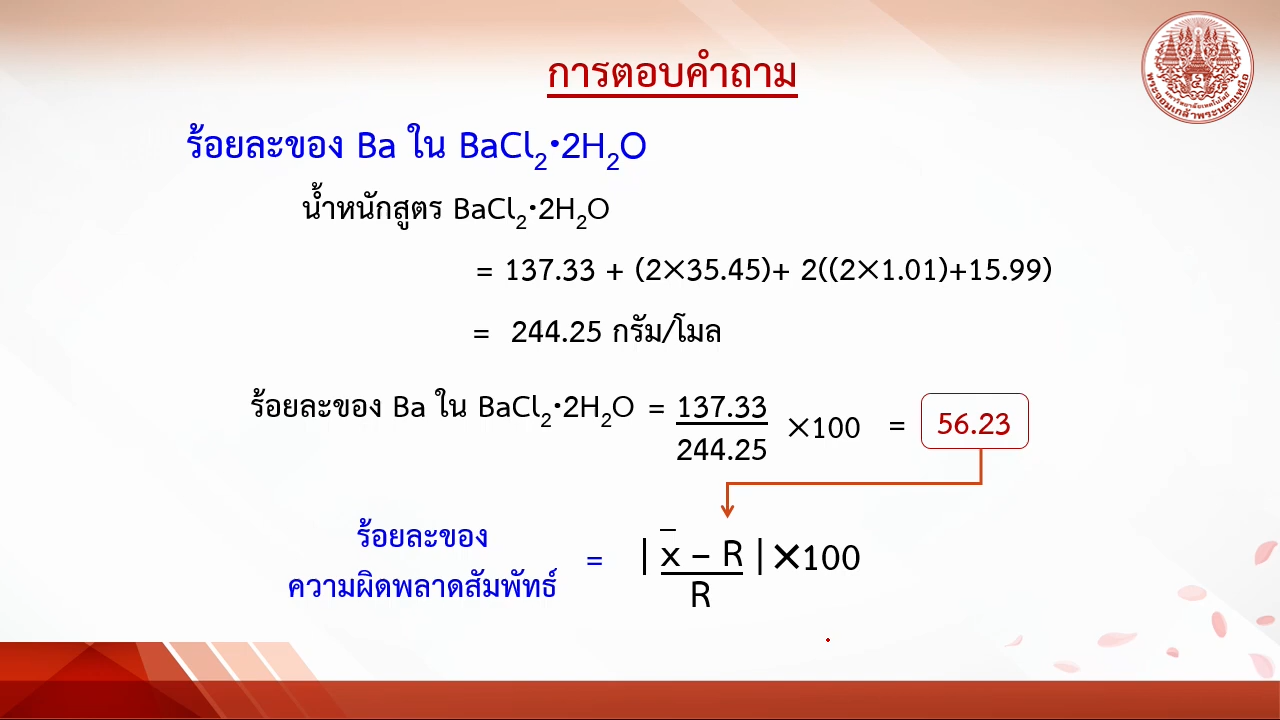 การตอบคำถาม
ร้อยละของ Ba ใน BaCl₂•2H₂O
น้ำหนักสูตร BaCl₂•2H₂O
= 137.33 + (2×35.45)+ 2((2×1.01)+15.99)
= 244.25 กรัม/โมล
ร้อยละของ Ba ใน BaCl₂•2H₂O = 137.33
244.25
×100 = 56.23
ร้อยละของ
ความผิดพลาดสัมพัทธ์
= | x̄ – R | ×100
R